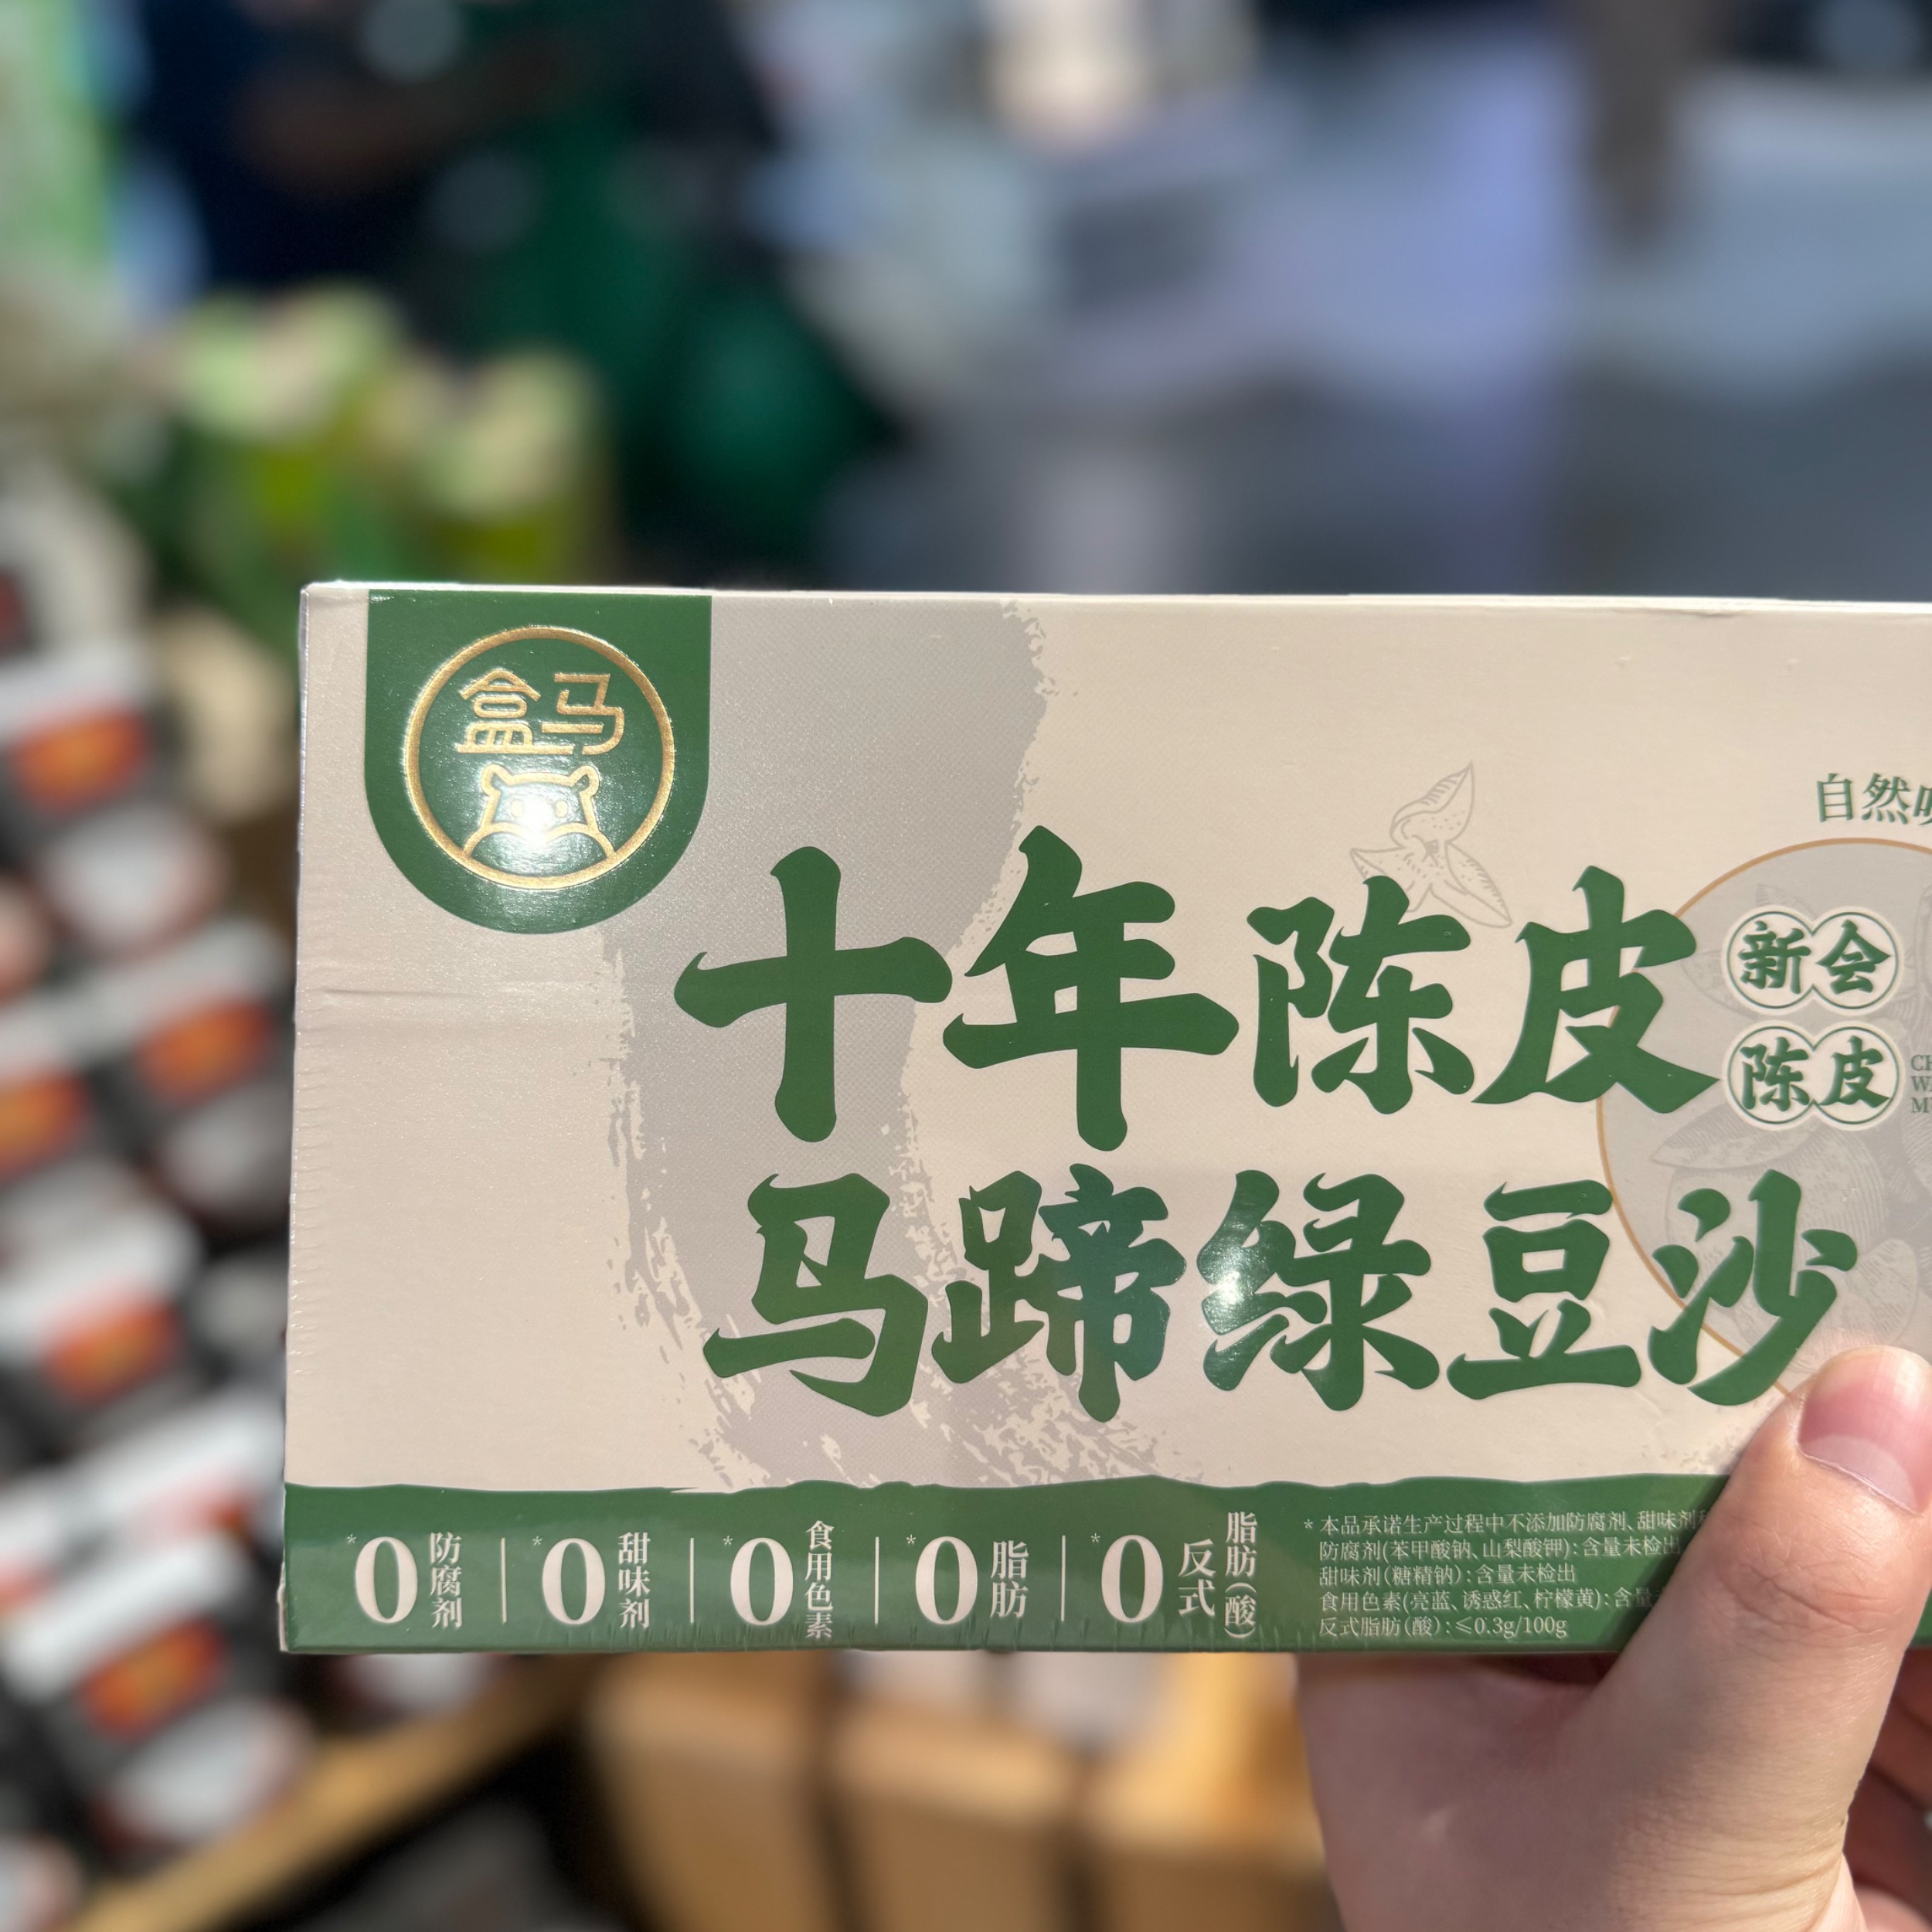 盒马
自然
十年陈皮
新会
陈皮
马蹄绿豆沙
*0防腐剂
*0甜味剂
*0食用色素
*0脂肪
*0反式脂肪(酸)
*本品承诺生产过程中不添加防腐剂、甜味剂
防腐剂(苯甲酸钠、山梨酸钾):含量未检出
甜味剂(糖精钠):含量未检出
食用色素(亮蓝、诱惑红、柠檬黄):含量
反式脂肪(酸):≤0.3g/100g